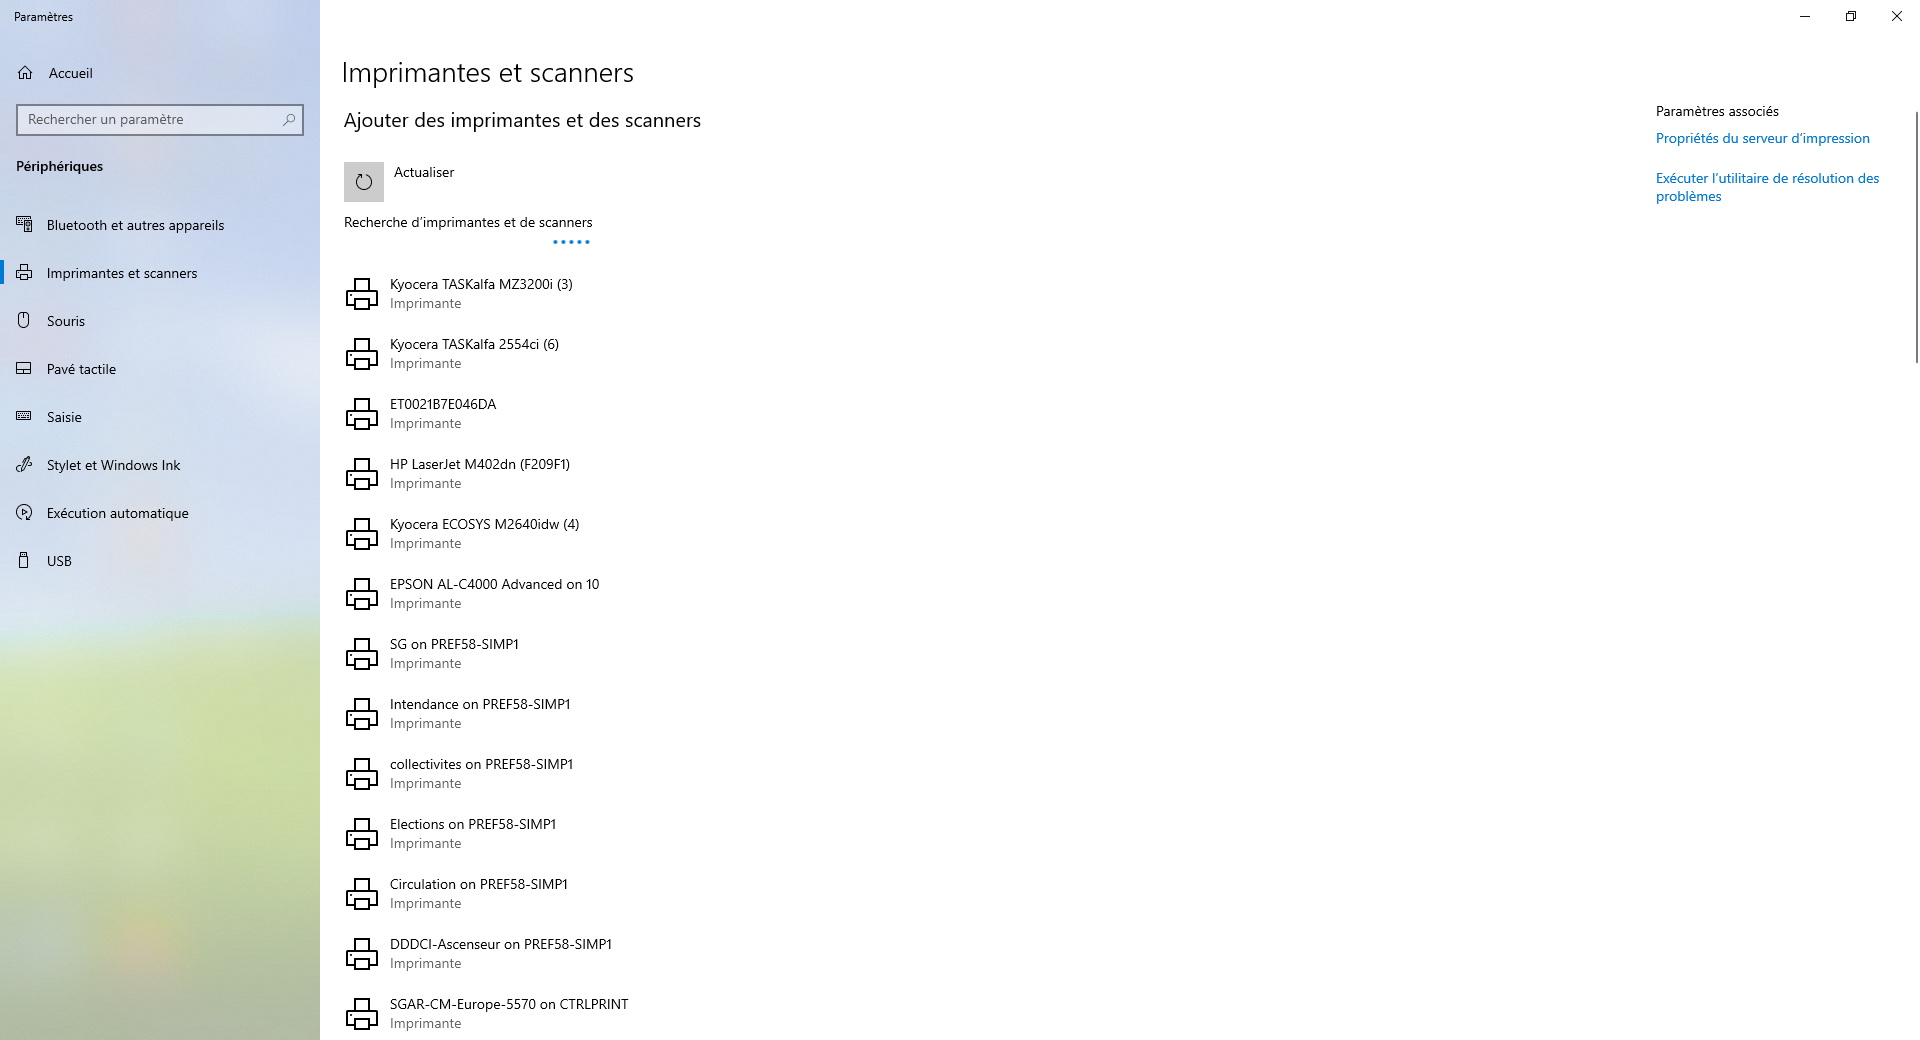 Paramètres
Accueil
Rechercher un paramètre
Périphériques
Bluetooth et autres appareils
Imprimantes et scanners
Souris
Pavé tactile
Saisie
Stylet et Windows Ink
Exécution automatique
USB
Imprimantes et scanners
Ajouter des imprimantes et des scanners
Actualiser
Recherche d’imprimantes et de scanners
Kyocera TASKalfa MZ3200i (3)
Imprimante
Kyocera TASKalfa 2554ci (6)
Imprimante
ET0021B7E046DA
Imprimante
HP LaserJet M402dn (F209F1)
Imprimante
Kyocera ECOSYS M2640idw (4)
Imprimante
EPSON AL-C4000 Advanced on 10
Imprimante
SG on PREF58-SIMP1
Imprimante
Intendance on PREF58-SIMP1
Imprimante
collectivites on PREF58-SIMP1
Imprimante
Elections on PREF58-SIMP1
Imprimante
Circulation on PREF58-SIMP1
Imprimante
DDDCI-Ascenseur on PREF58-SIMP1
Imprimante
SGAR-CM-Europe-5570 on CTRLPRINT
Imprimante
Paramètres associés
Propriétés du serveur d’impression
Exécuter l’utilitaire de résolution des
problèmes